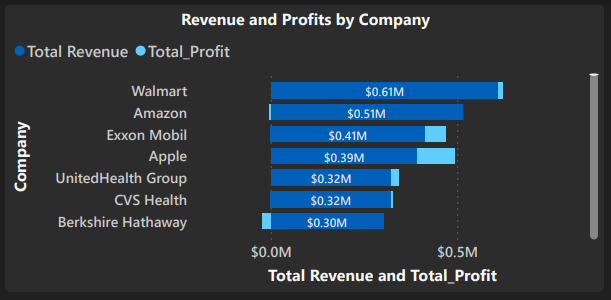 Revenue and Profits by Company
Total Revenue Total_Profit
Company
Walmart $0.61M
Amazon $0.51M
Exxon Mobil $0.41M
Apple $0.39M
UnitedHealth Group $0.32M
CVS Health $0.32M
Berkshire Hathaway $0.30M
$0.0M $0.5M
Total Revenue and Total_Profit